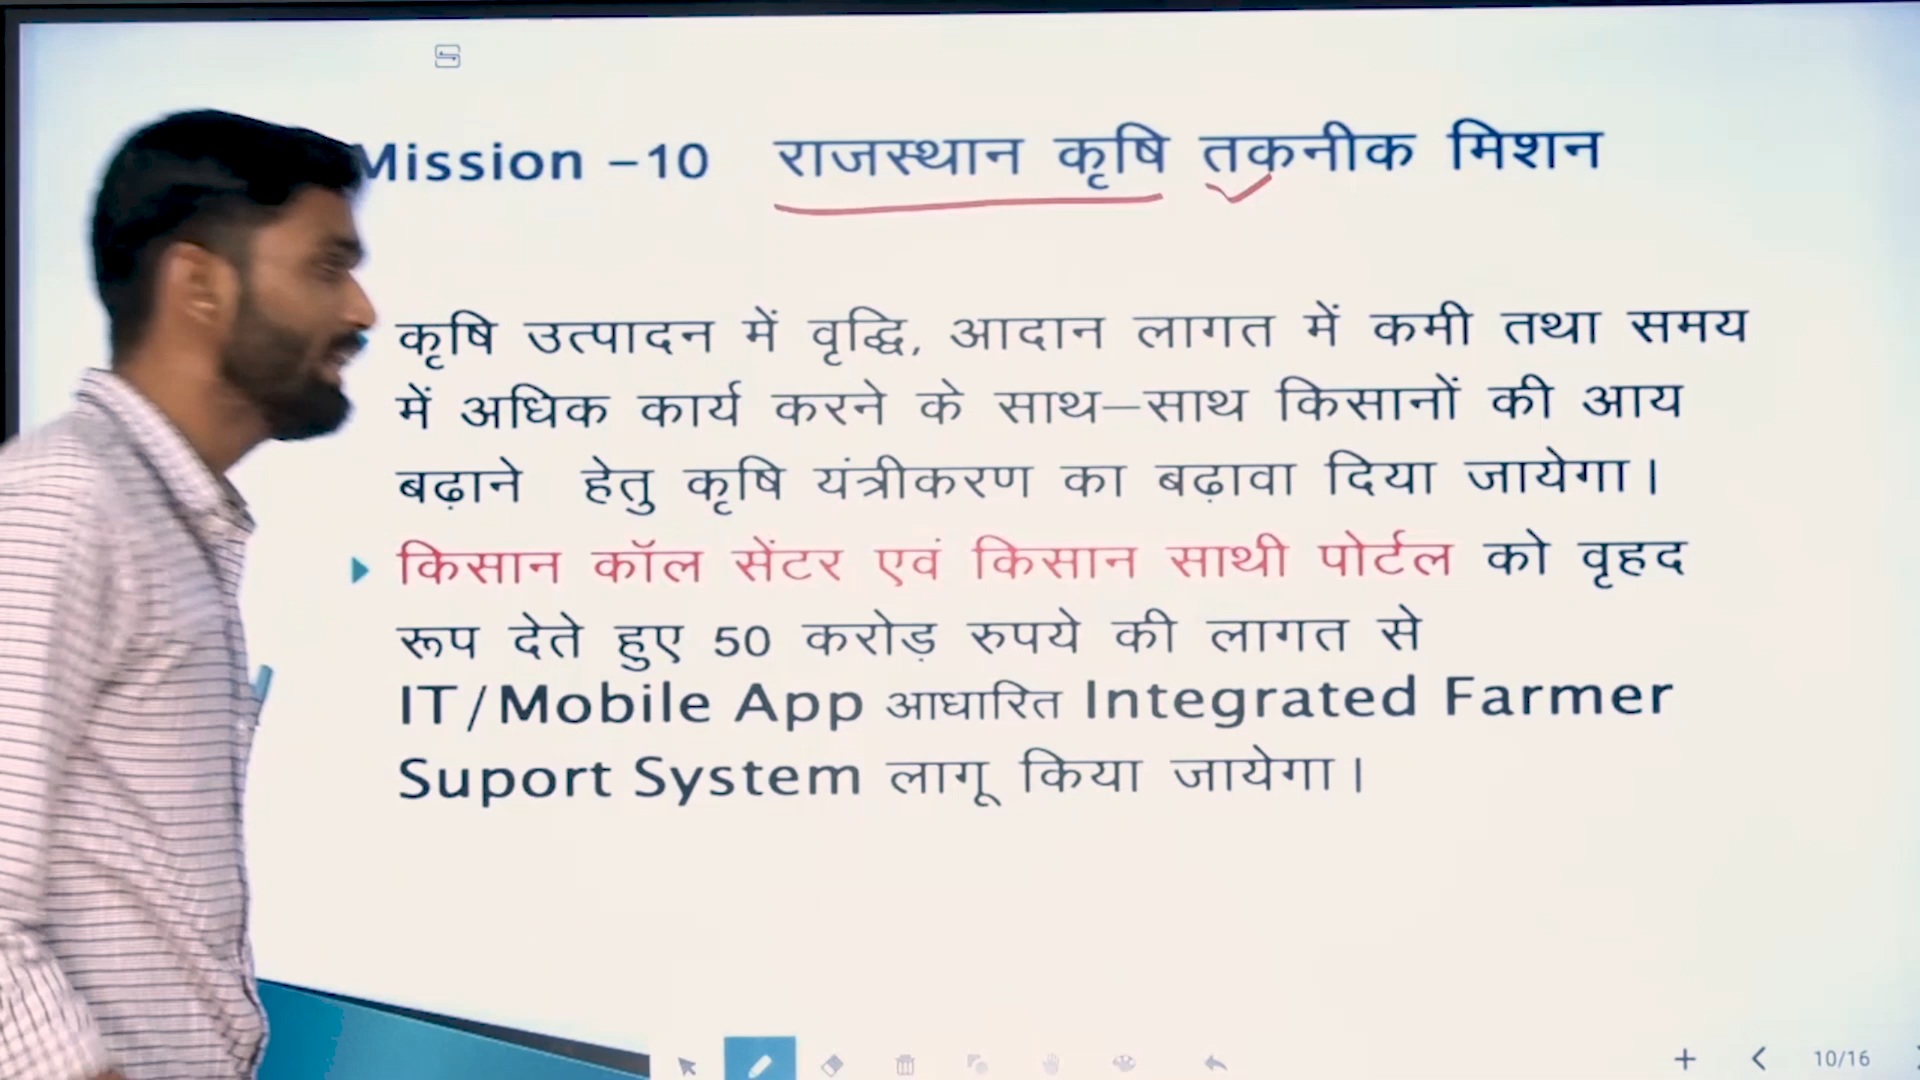 Mission –10 राजस्थान कृषि तकनीक मिशन
कृषि उत्पादन में वृद्धि, आदान लागत में कमी तथा समय
में अधिक कार्य करने के साथ–साथ किसानों की आय
बढ़ाने हेतु कृषि यंत्रीकरण का बढ़ावा दिया जायेगा।
किसान कॉल सेंटर एवं किसान साथी पोर्टल को वृहद
रूप देते हुए 50 करोड़ रुपये की लागत से
IT/Mobile App आधारित Integrated Farmer
Suport System लागू किया जायेगा।
10/16